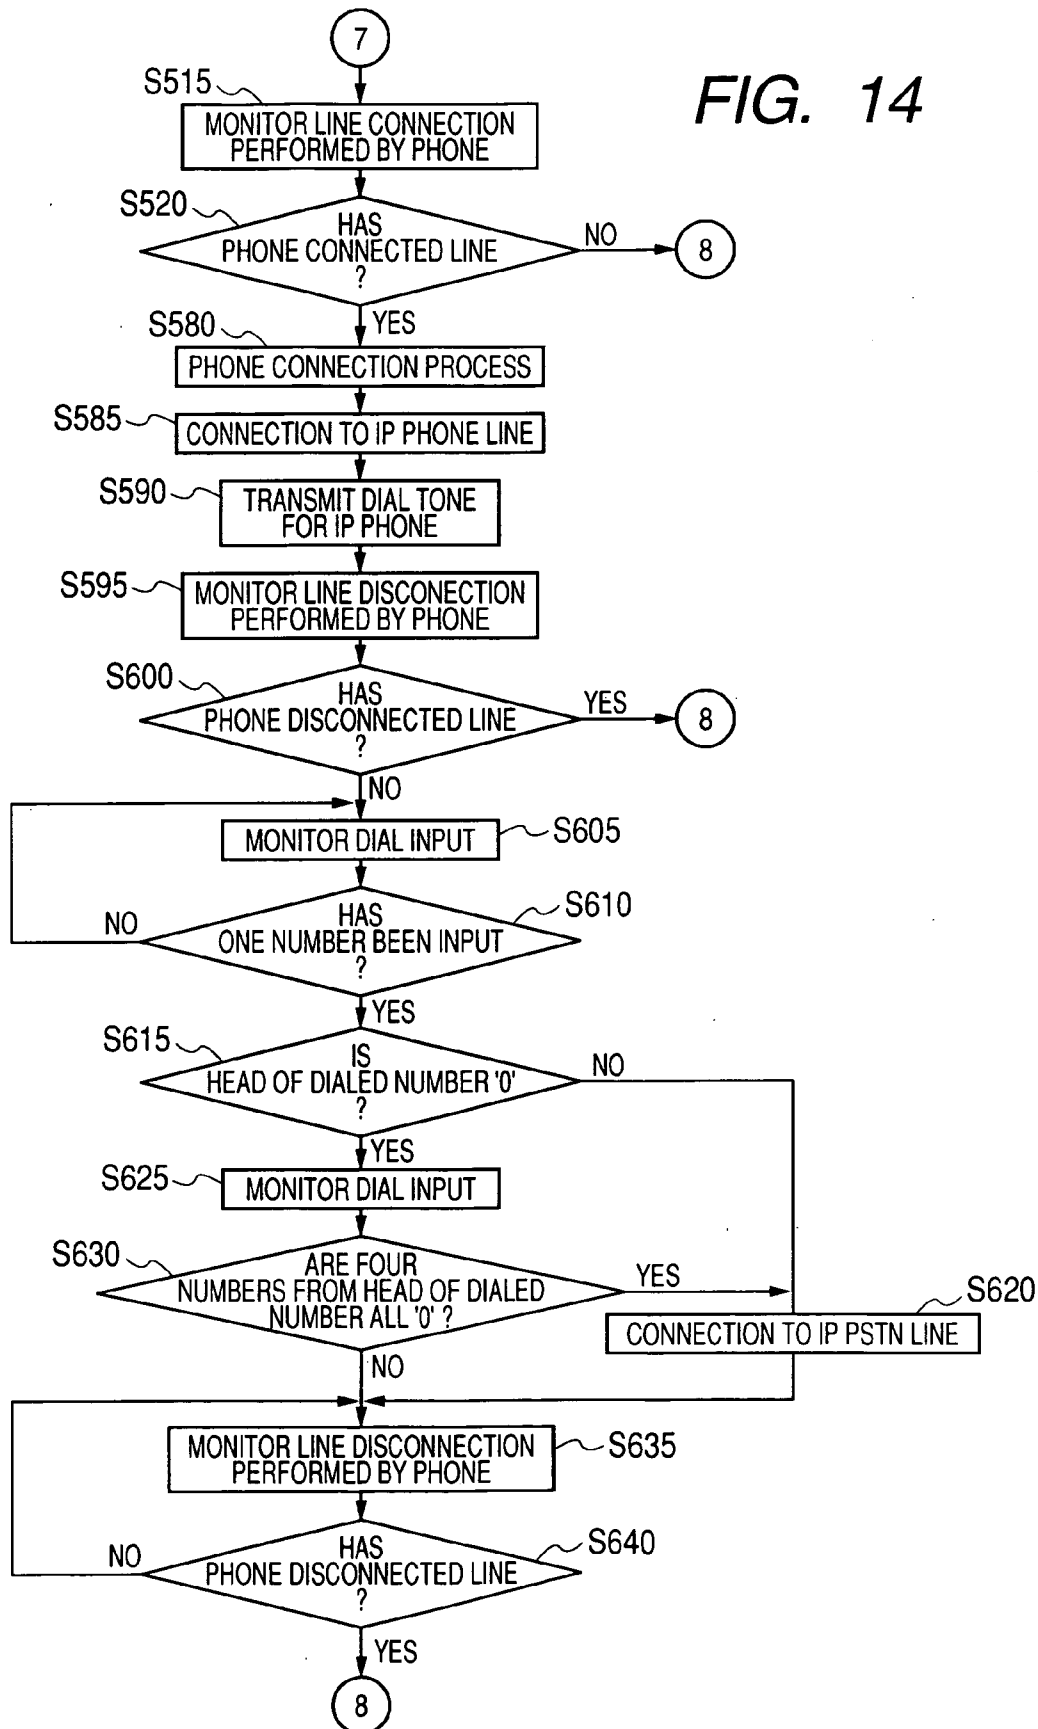 7
FIG. 14
S515
MONITOR LINE CONNECTION
PERFORMED BY PHONE
S520
HAS
PHONE CONNECTED LINE
?
NO
8
YES
S580
PHONE CONNECTION PROCESS
S585
CONNECTION TO IP PHONE LINE
S590
TRANSMIT DIAL TONE
FOR IP PHONE
S595
MONITOR LINE DISCONECTION
PERFORMED BY PHONE
S600
HAS
PHONE DISCONNECTED LINE
?
YES
8
NO
MONITOR DIAL INPUT
S605
S610
HAS
ONE NUMBER BEEN INPUT
?
NO
YES
S615
IS
HEAD OF DIALED NUMBER '0'
?
NO
YES
S625
MONITOR DIAL INPUT
S630
ARE FOUR
NUMBERS FROM HEAD OF DIALED
NUMBER ALL '0' ?
YES
S620
CONNECTION TO IP PSTN LINE
NO
MONITOR LINE DISCONNECTION
PERFORMED BY PHONE
S635
S640
HAS
PHONE DISCONNECTED LINE
?
NO
YES
8